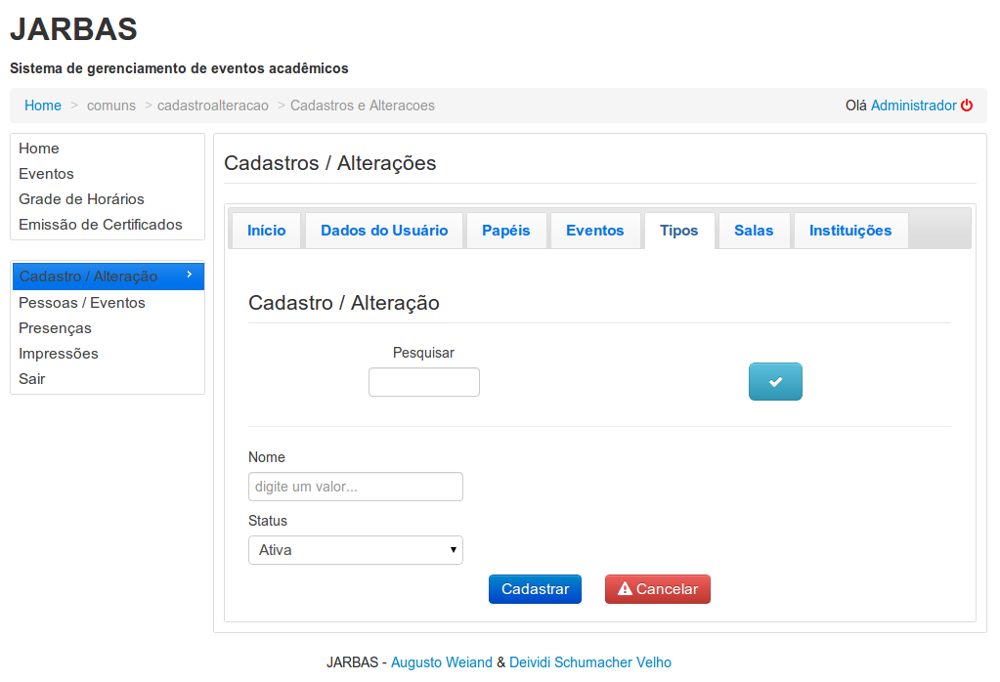 JARBAS
Sistema de gerenciamento de eventos acadêmicos
Home > comuns > cadastroalteracao > Cadastros e Alteracoes
Olá Administrador
Home
Eventos
Grade de Horários
Emissão de Certificados
Cadastro / Alteração
Pessoas / Eventos
Presenças
Impressões
Sair
Cadastros / Alterações
Início Dados do Usuário Papéis Eventos Tipos Salas Instituições
Cadastro / Alteração
Pesquisar
Nome
digite um valor...
Status
Ativa
Cadastrar Cancelar
JARBAS - Augusto Weiand & Deividi Schumacher Velho